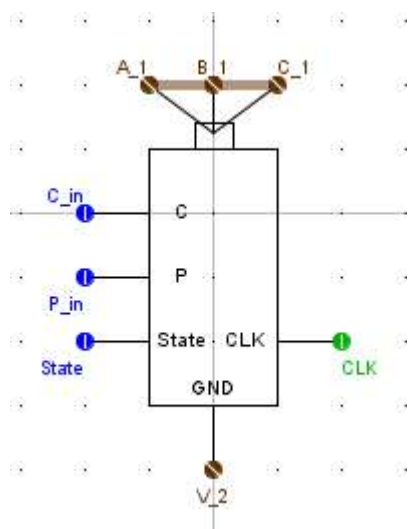 A_1 B_1 C_1
C_in
C
P
P_in
State CLK
State CLK
GND
V_2